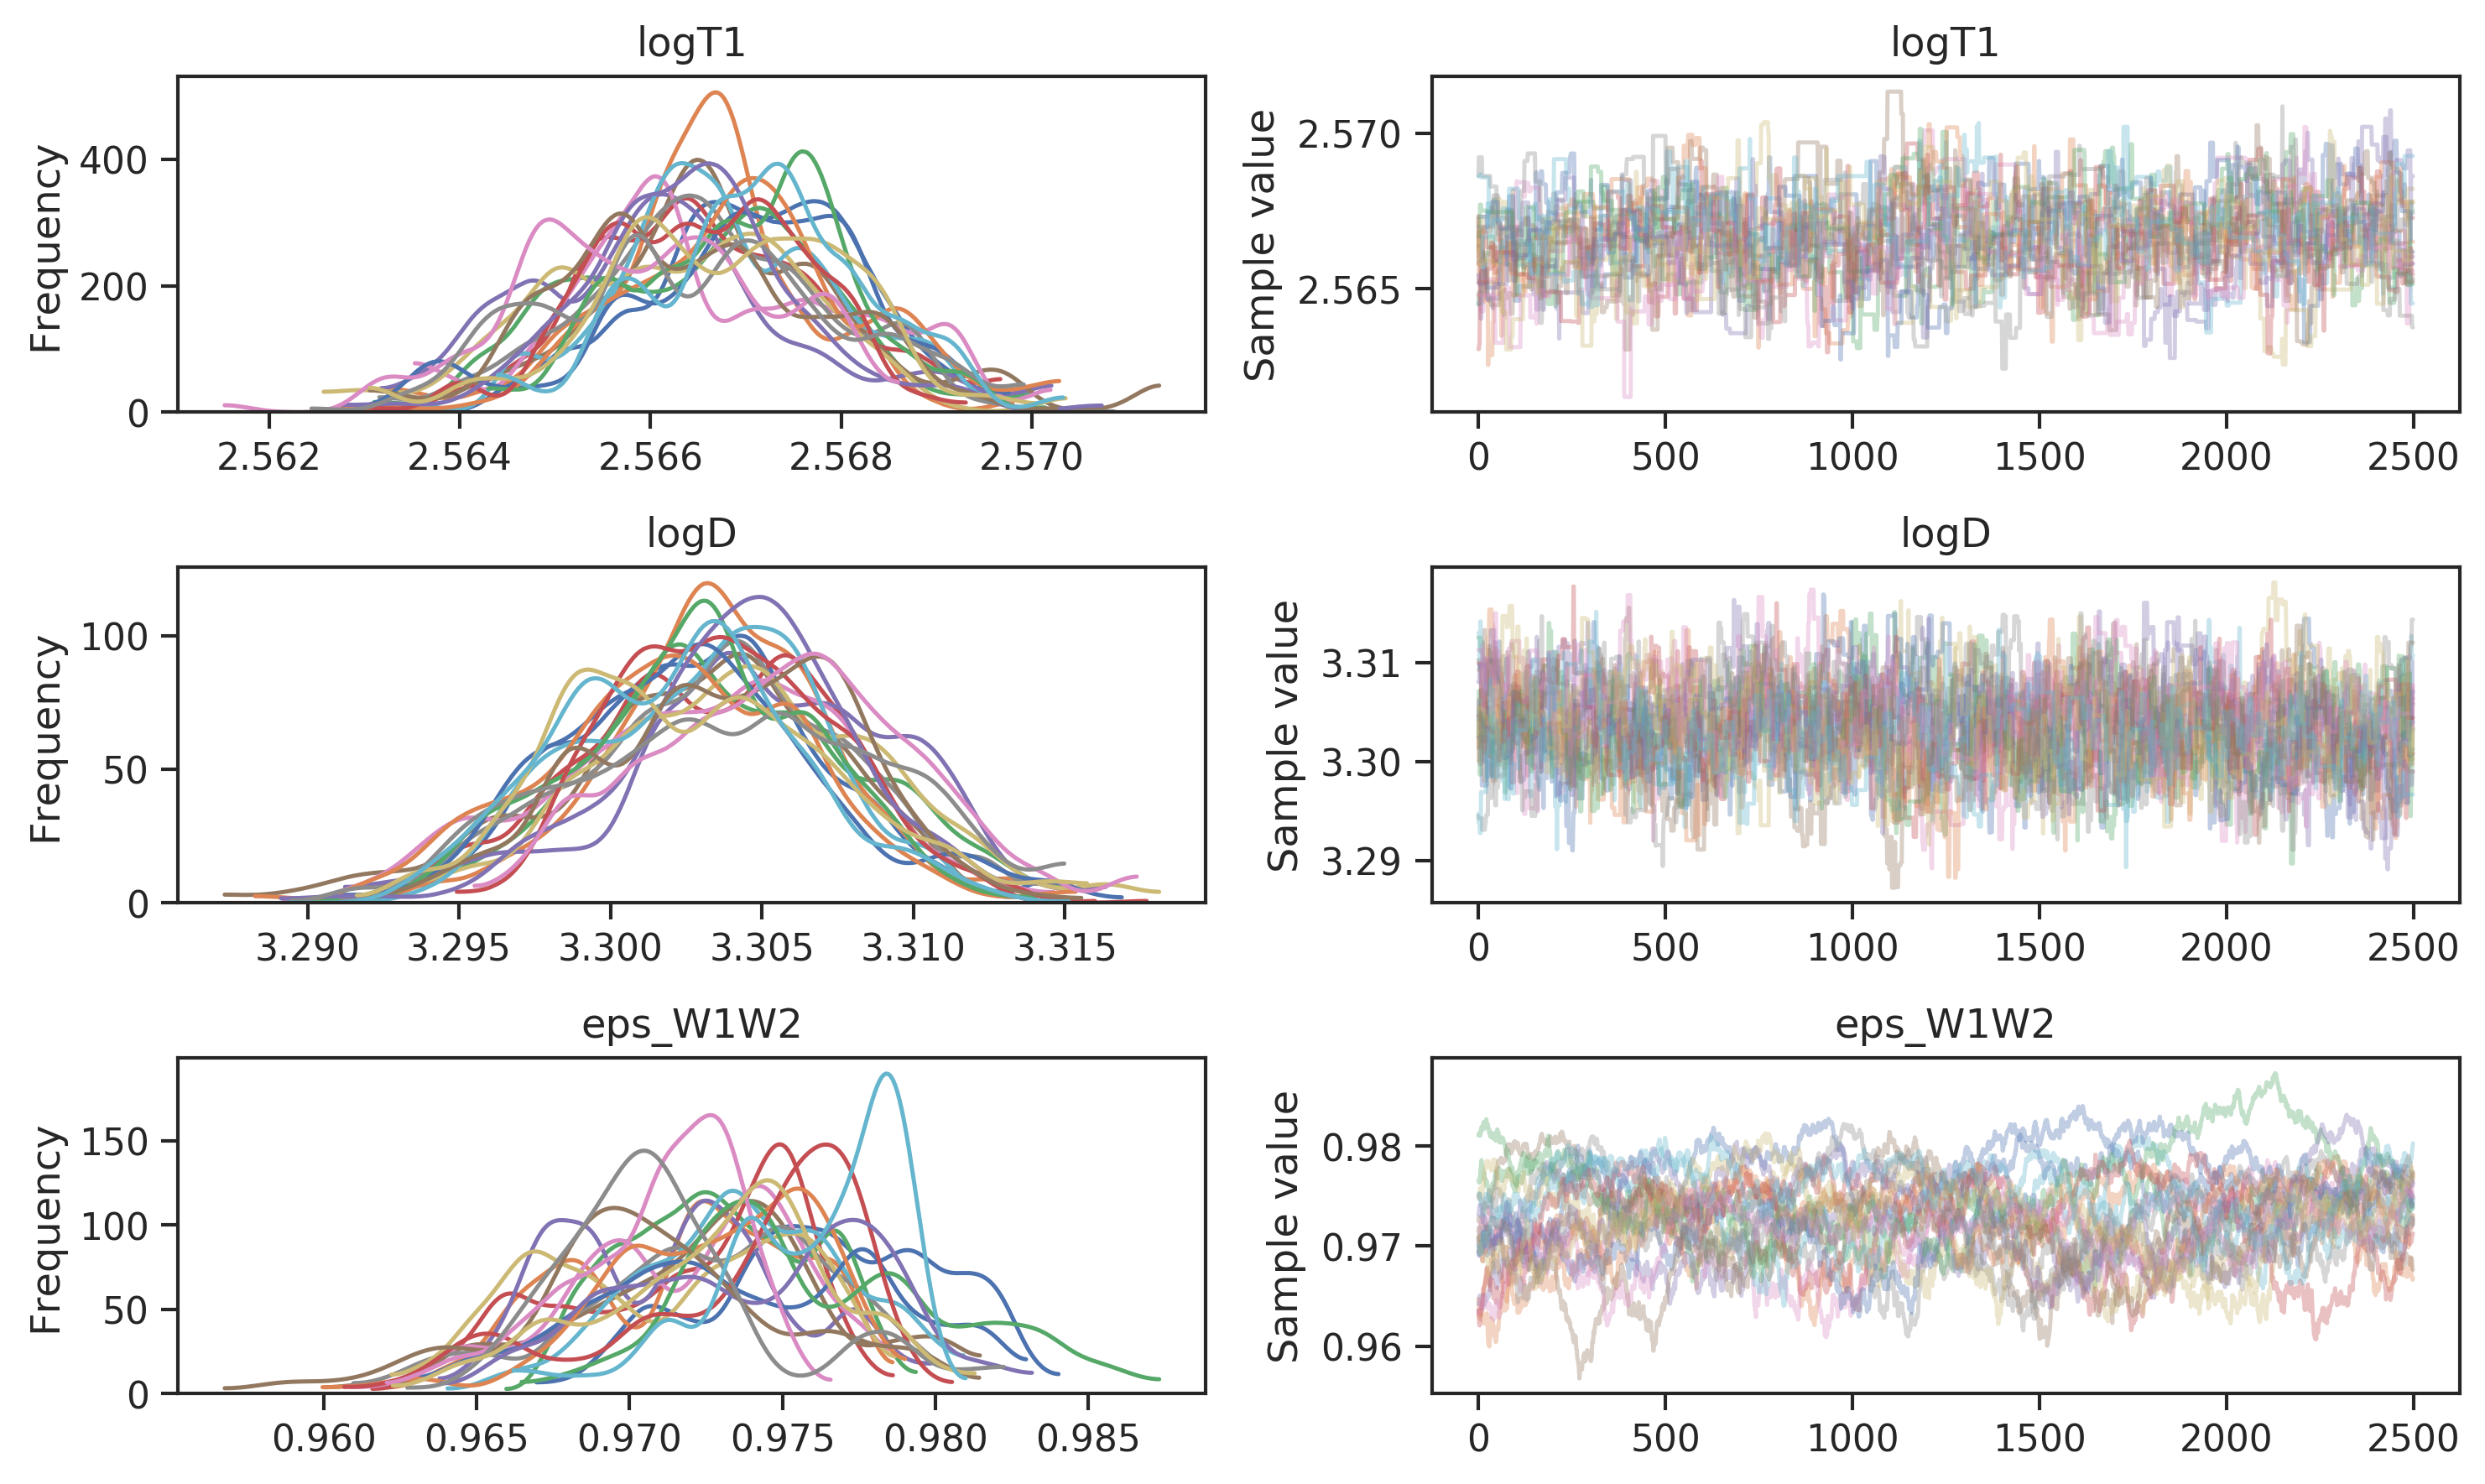 logT1
Frequency
400
200
0
2.562 2.564 2.566 2.568 2.570
logT1
Sample value
2.570
2.565
0 500 1000 1500 2000 2500
logD
Frequency
100
50
0
3.290 3.295 3.300 3.305 3.310 3.315
logD
Sample value
3.31
3.30
3.29
0 500 1000 1500 2000 2500
eps_W1W2
Frequency
150
100
50
0
0.960 0.965 0.970 0.975 0.980 0.985
eps_W1W2
Sample value
0.98
0.97
0.96
0 500 1000 1500 2000 2500